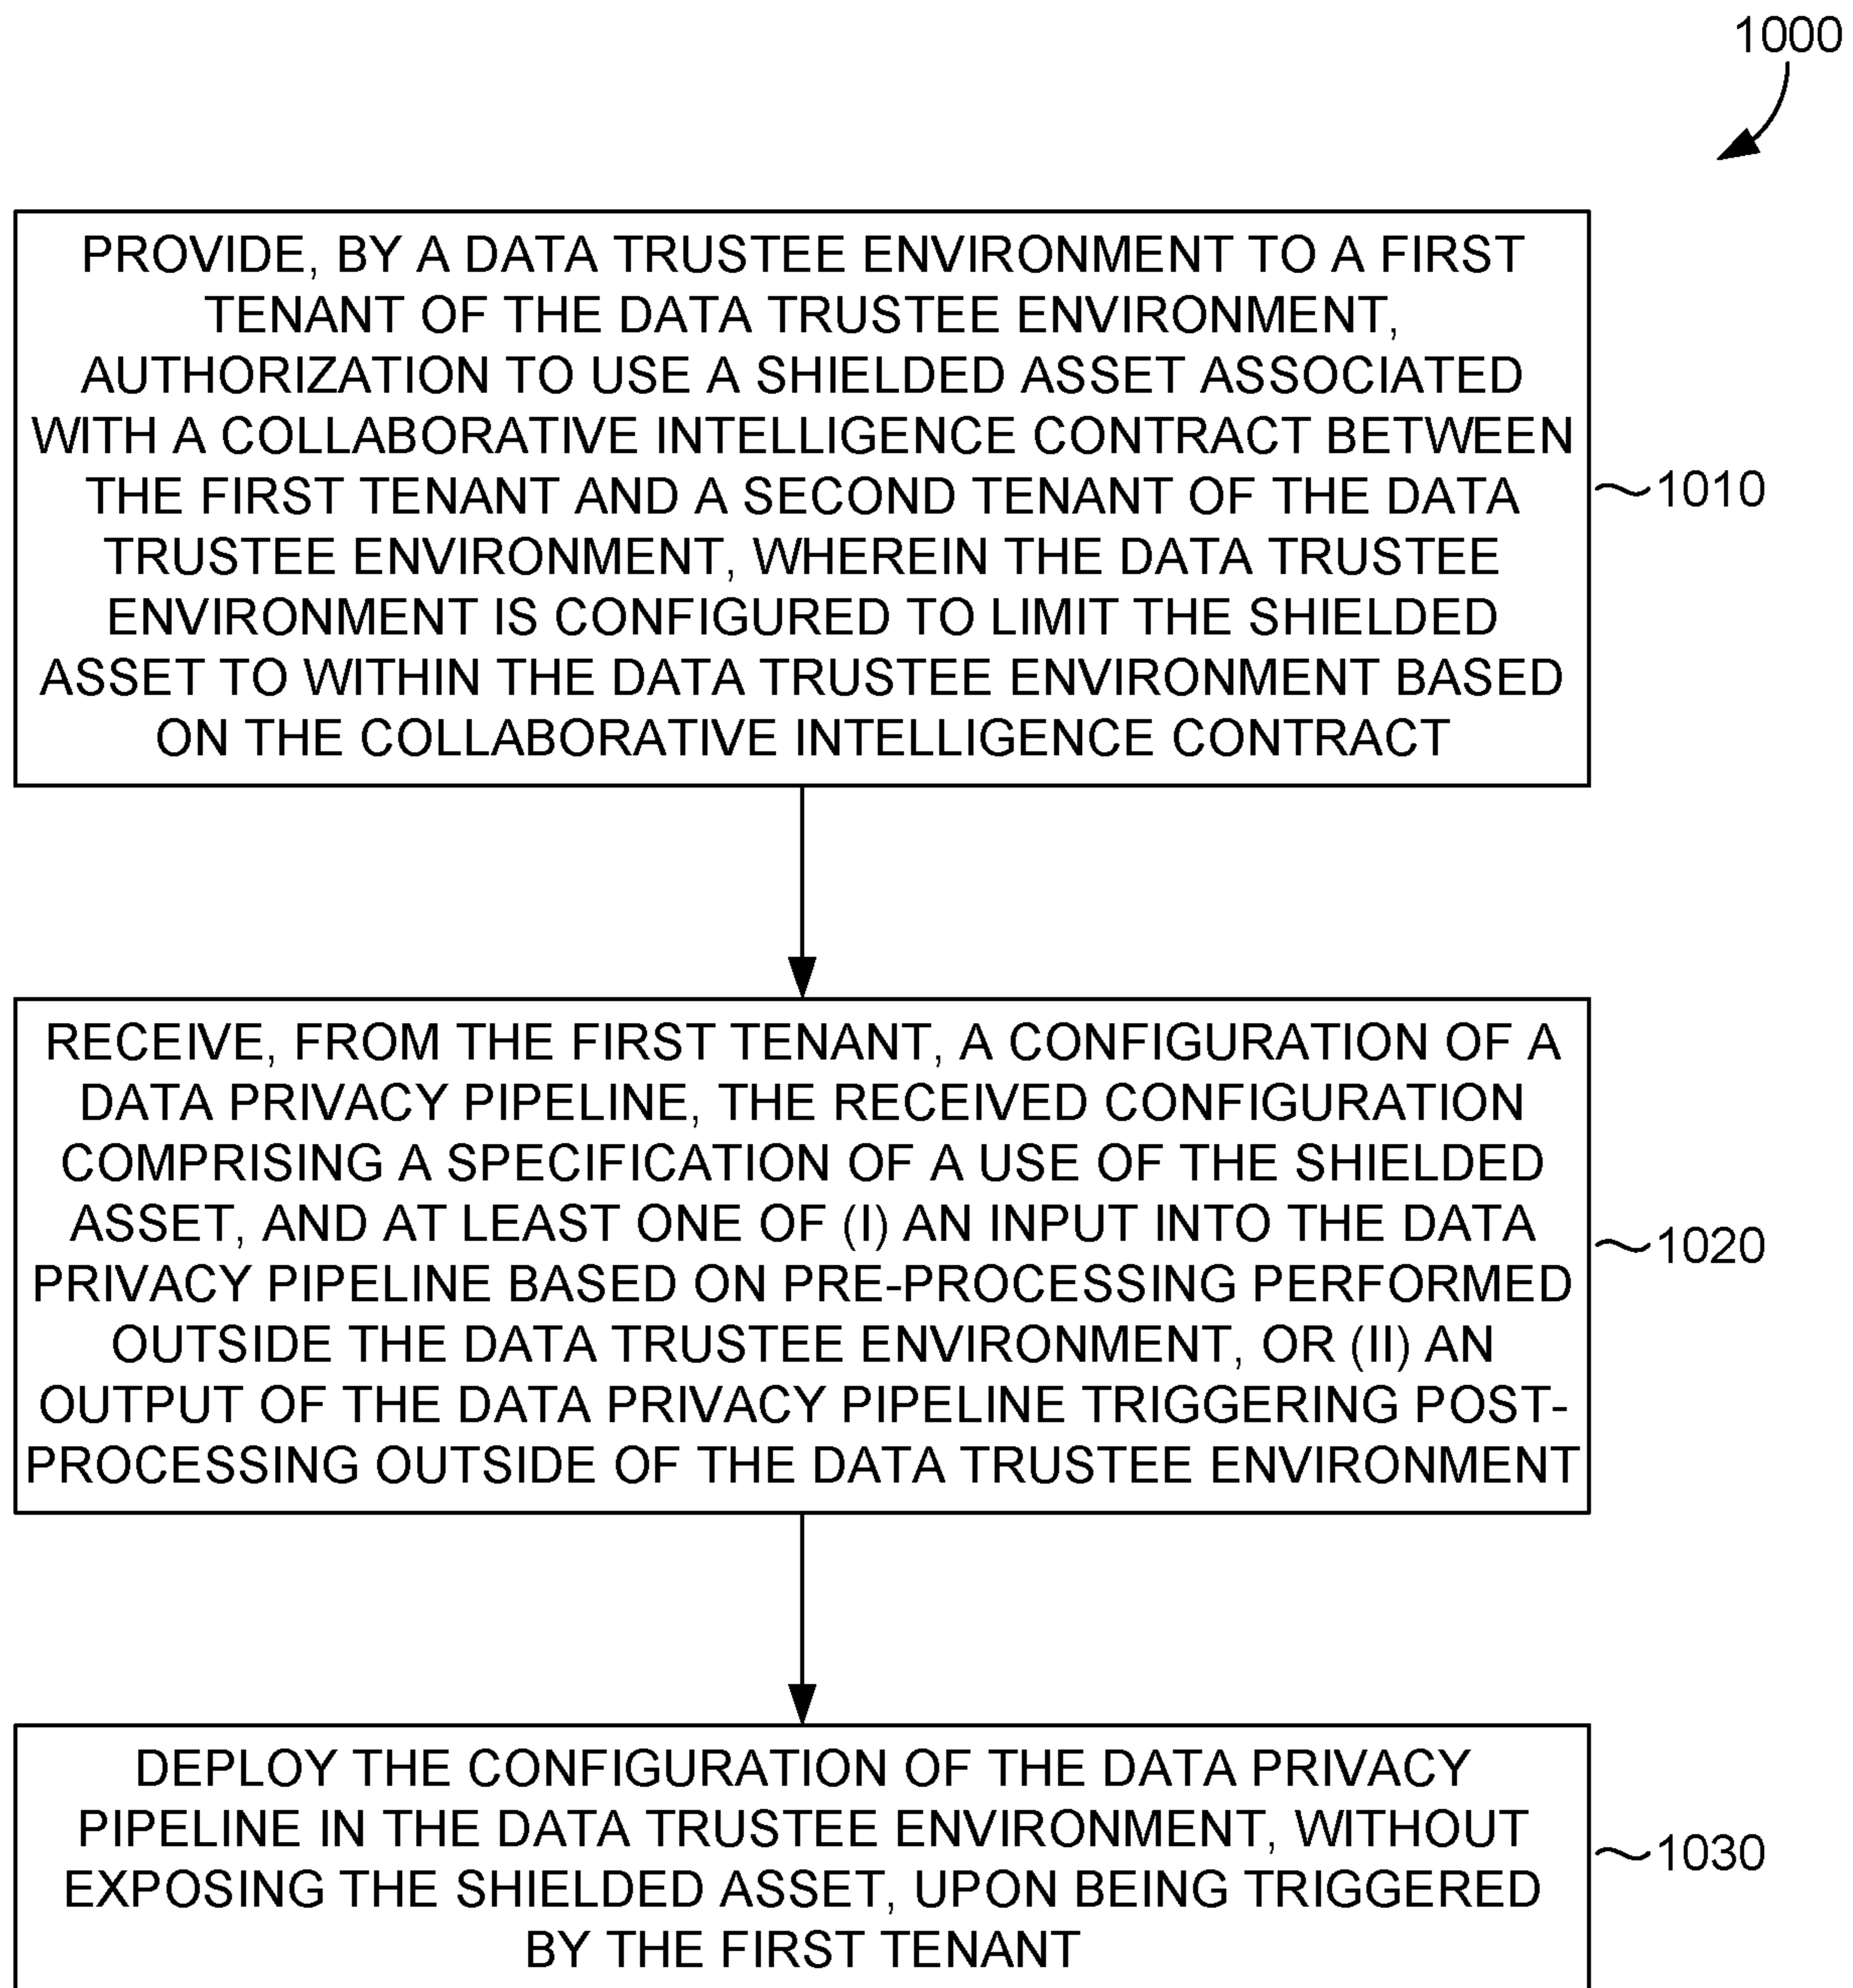 1000
PROVIDE, BY A DATA TRUSTEE ENVIRONMENT TO A FIRST
TENANT OF THE DATA TRUSTEE ENVIRONMENT,
AUTHORIZATION TO USE A SHIELDED ASSET ASSOCIATED
WITH A COLLABORATIVE INTELLIGENCE CONTRACT BETWEEN
THE FIRST TENANT AND A SECOND TENANT OF THE DATA
TRUSTEE ENVIRONMENT, WHEREIN THE DATA TRUSTEE
ENVIRONMENT IS CONFIGURED TO LIMIT THE SHIELDED
ASSET TO WITHIN THE DATA TRUSTEE ENVIRONMENT BASED
ON THE COLLABORATIVE INTELLIGENCE CONTRACT
1010
RECEIVE, FROM THE FIRST TENANT, A CONFIGURATION OF A
DATA PRIVACY PIPELINE, THE RECEIVED CONFIGURATION
COMPRISING A SPECIFICATION OF A USE OF THE SHIELDED
ASSET, AND AT LEAST ONE OF (I) AN INPUT INTO THE DATA
PRIVACY PIPELINE BASED ON PRE-PROCESSING PERFORMED
OUTSIDE THE DATA TRUSTEE ENVIRONMENT, OR (II) AN
OUTPUT OF THE DATA PRIVACY PIPELINE TRIGGERING POST-
PROCESSING OUTSIDE OF THE DATA TRUSTEE ENVIRONMENT
1020
DEPLOY THE CONFIGURATION OF THE DATA PRIVACY
PIPELINE IN THE DATA TRUSTEE ENVIRONMENT, WITHOUT
EXPOSING THE SHIELDED ASSET, UPON BEING TRIGGERED
BY THE FIRST TENANT
1030